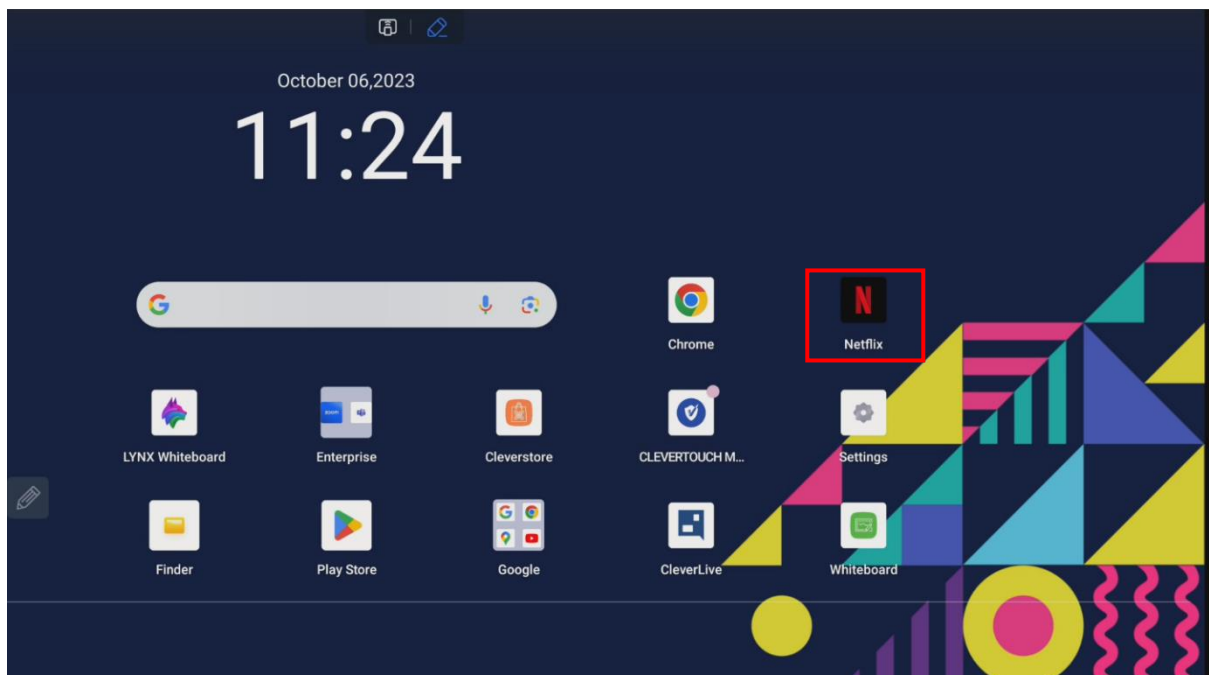 October 06,2023
11:24
Chrome
Netflix
LYNX Whiteboard
Enterprise
Cleverstore
CLEVERTOUCH M...
Settings
Finder
Play Store
Google
CleverLive
Whiteboard